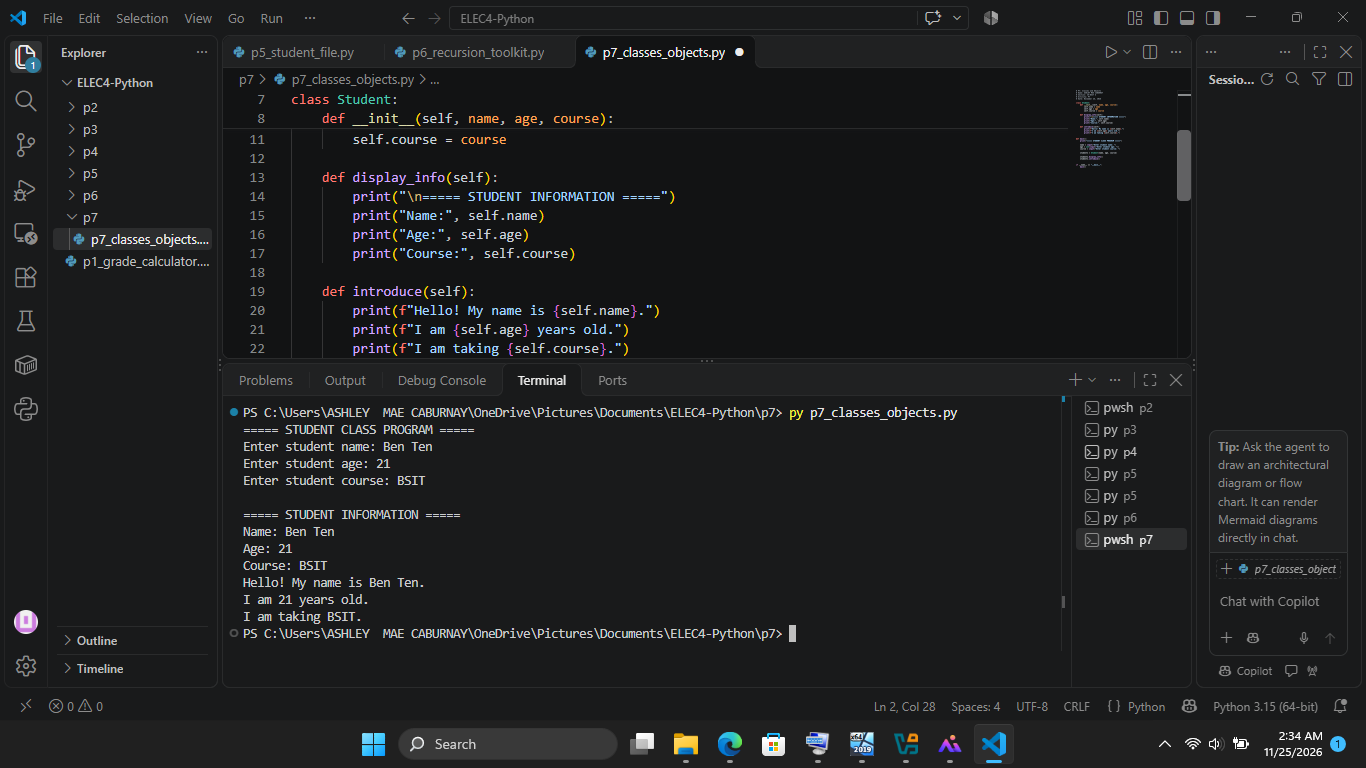 File Edit Selection View Go Run ···
ELEC4-Python
Explorer ···
p5_student_file.py
p6_recursion_toolkit.py
p7_classes_objects.py
ELEC4-Python
p2
p3
p4
p5
p6
p7
p7_classes_objects....
p1_grade_calculator....
Outline
Timeline
1
p7 > p7_classes_objects.py > ...
7 class Student:
8 def __init__(self, name, age, course):
11 self.course = course
12
13 def display_info(self):
14 print("\n===== STUDENT INFORMATION =====")
15 print("Name:", self.name)
16 print("Age:", self.age)
17 print("Course:", self.course)
18
19 def introduce(self):
20 print(f"Hello! My name is {self.name}.")
21 print(f"I am {self.age} years old.")
22 print(f"I am taking {self.course}.")
Problems Output Debug Console Terminal Ports
PS C:\Users\ASHLEY  MAE CABURNAY\OneDrive\Pictures\Documents\ELEC4-Python\p7> py p7_classes_objects.py
===== STUDENT CLASS PROGRAM =====
Enter student name: Ben Ten
Enter student age: 21
Enter student course: BSIT
===== STUDENT INFORMATION =====
Name: Ben Ten
Age: 21
Course: BSIT
Hello! My name is Ben Ten.
I am 21 years old.
I am taking BSIT.
PS C:\Users\ASHLEY  MAE CABURNAY\OneDrive\Pictures\Documents\ELEC4-Python\p7>
pwsh p2
py p3
py p4
py p5
py p5
py p6
pwsh p7
Sessio...
Tip: Ask the agent to
draw an architectural
diagram or flow
chart. It can render
Mermaid diagrams
directly in chat.
p7_classes_object
Chat with Copilot
Copilot
0 0
Ln 2, Col 28 Spaces: 4 UTF-8 CRLF { } Python Python 3.15 (64-bit)
Search
x64
2019
2:34 AM
11/25/2026
1